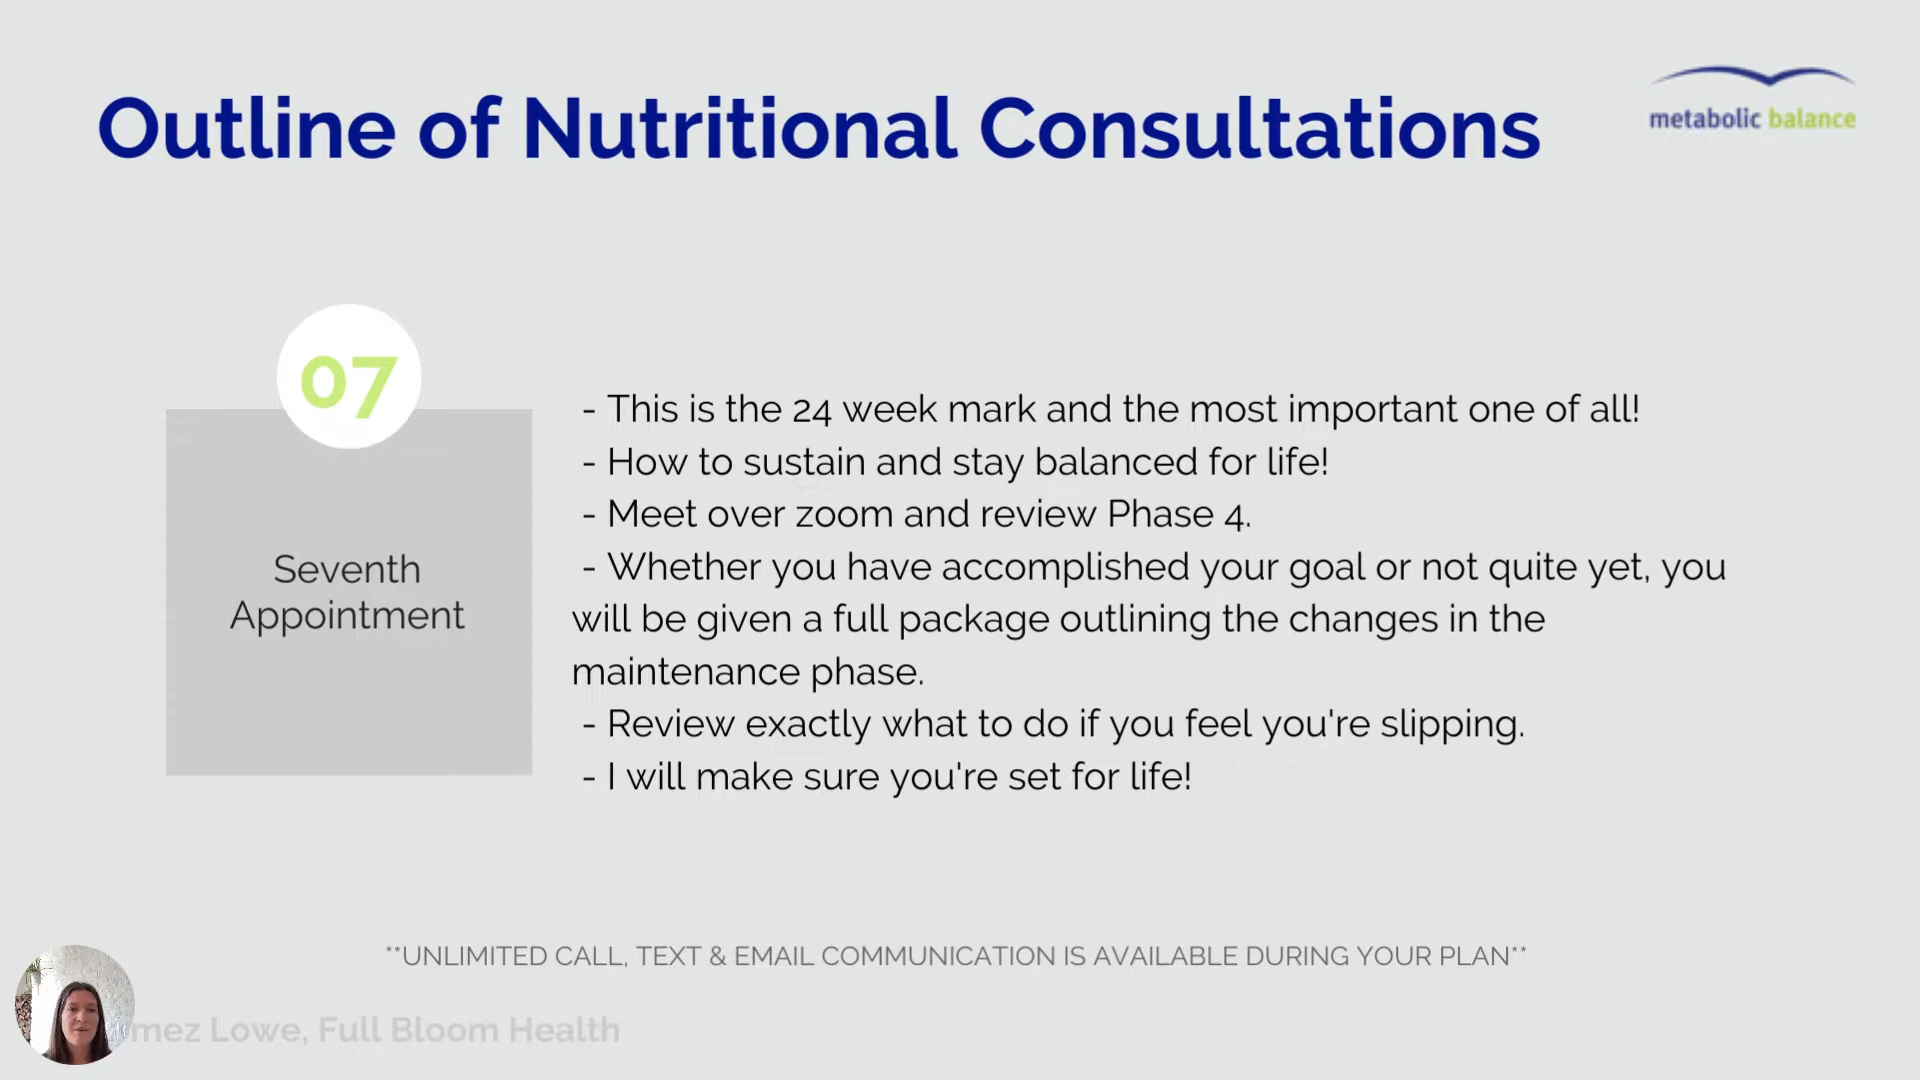 Outline of Nutritional Consultations
metabolic balance
07
Seventh
Appointment
- This is the 24 week mark and the most important one of all!
- How to sustain and stay balanced for life!
- Meet over zoom and review Phase 4.
- Whether you have accomplished your goal or not quite yet, you
will be given a full package outlining the changes in the
maintenance phase.
- Review exactly what to do if you feel you're slipping.
- I will make sure you're set for life!
**UNLIMITED CALL, TEXT & EMAIL COMMUNICATION IS AVAILABLE DURING YOUR PLAN**
Lowe, Full Bloom Health